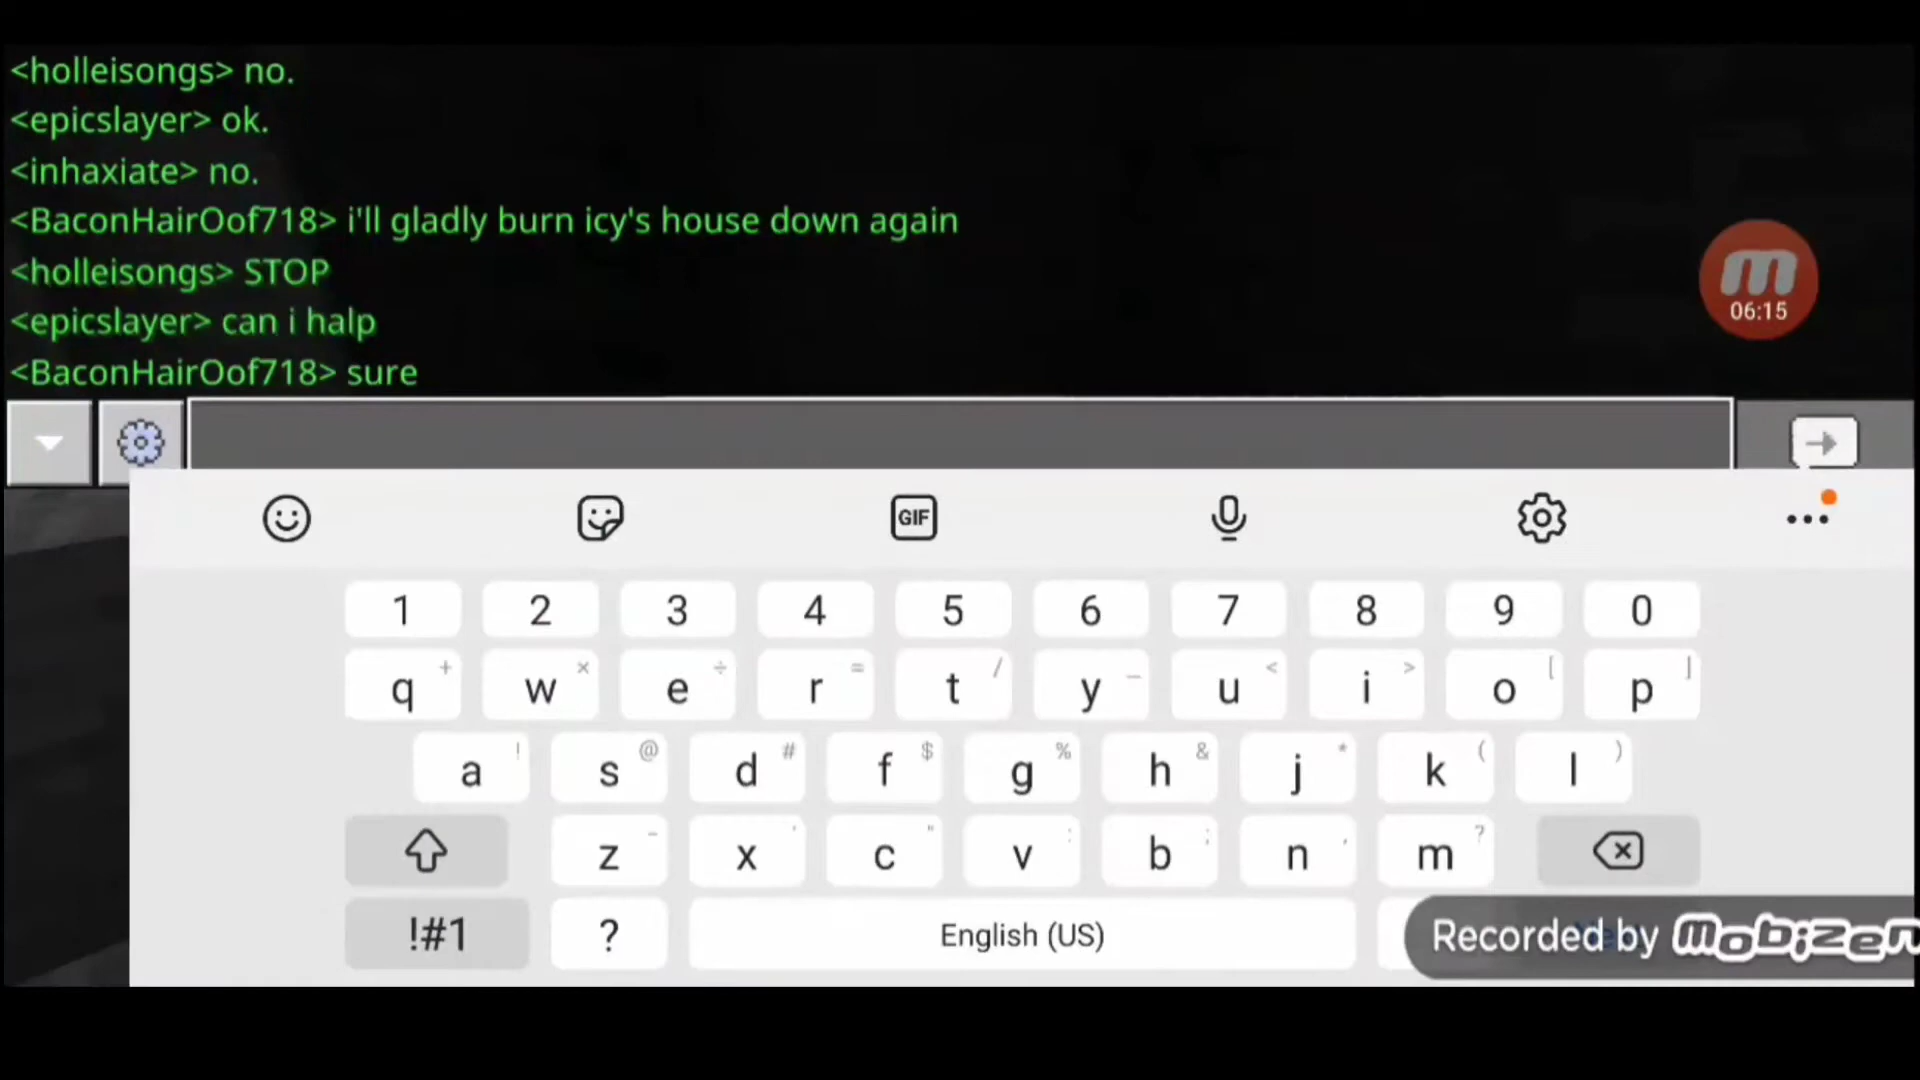 <holleisongs> no.
<epicslayer> ok.
<inhaxiate> no.
<BaconHairOof718> i'll gladly burn icy's house down again
<holleisongs> STOP
<epicslayer> can i halp
<BaconHairOof718> sure
06:15
GIF
1 2 3 4 5 6 7 8 9 0
q + w × e ÷ r = t / y _ u < i > o [ p ]
a ! s @ d # f $ g % h & j * k ( l )
z - x ' c " v : b ; n , m ?
!#1 ? English (US)
Recorded by mobizen